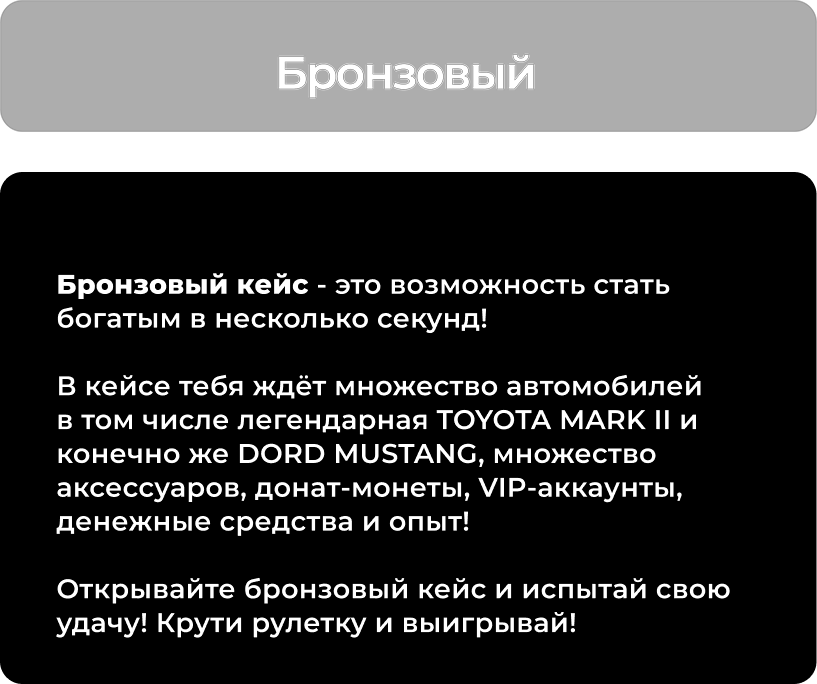 Бронзовый
Бронзовый кейс - это возможность стать
богатым в несколько секунд!
В кейсе тебя ждёт множество автомобилей
в том числе легендарная TOYOTA MARK II и
конечно же DORD MUSTANG, множество
аксессуаров, донат-монеты, VIP-аккаунты,
денежные средства и опыт!
Открывайте бронзовый кейс и испытай свою
удачу! Крути рулетку и выигрывай!